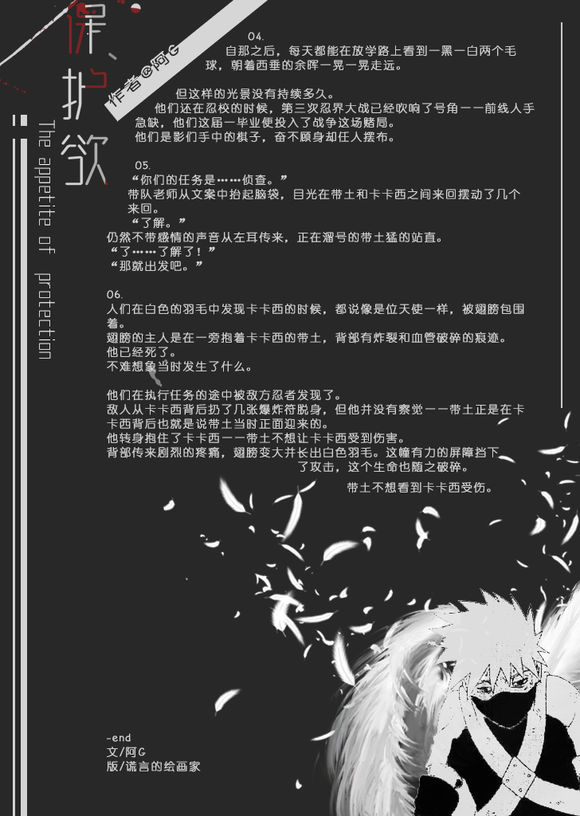 保护欲
作者@阿G
The appetite of protection
04.
自那之后，每天都能在放学路上看到一黑一白两个毛
球，朝着西垂的余晖一晃一晃走远。
但这样的光景没有持续多久。
他们还在忍校的时候，第三次忍界大战已经吹响了号角——前线人手
急缺，他们这届一毕业便投入了战争这场赌局。
他们是影们手中的棋子，奋不顾身却任人摆布。
05.
“你们的任务是……侦查。”
带队老师从文案中抬起脑袋，目光在带土和卡卡西之间来回摆动了几个
来回。
“了解。”
仍然不带感情的声音从左耳传来，正在溜号的带土猛的站直。
“了……了解了！”
“那就出发吧。”
06.
人们在白色的羽毛中发现卡卡西的时候，都说像是位天使一样，被翅膀包围
着。
翅膀的主人是在一旁抱着卡卡西的带土，背部有炸裂和血管破碎的痕迹。
他已经死了。
不难想象当时发生了什么。
他们在执行任务的途中被敌方忍者发现了。
敌人从卡卡西背后扔了几张爆炸符脱身，但他并没有察觉——带土正是在卡
卡西背后也就是说带土当时正面迎来的。
他转身抱住了卡卡西——带土不想让卡卡西受到伤害。
背部传来剧烈的疼痛，翅膀变大并长出白色羽毛。这幢有力的屏障挡下
了攻击，这个生命也随之破碎。
带土不想看到卡卡西受伤。
-end
文/阿G
版/谎言的绘画家